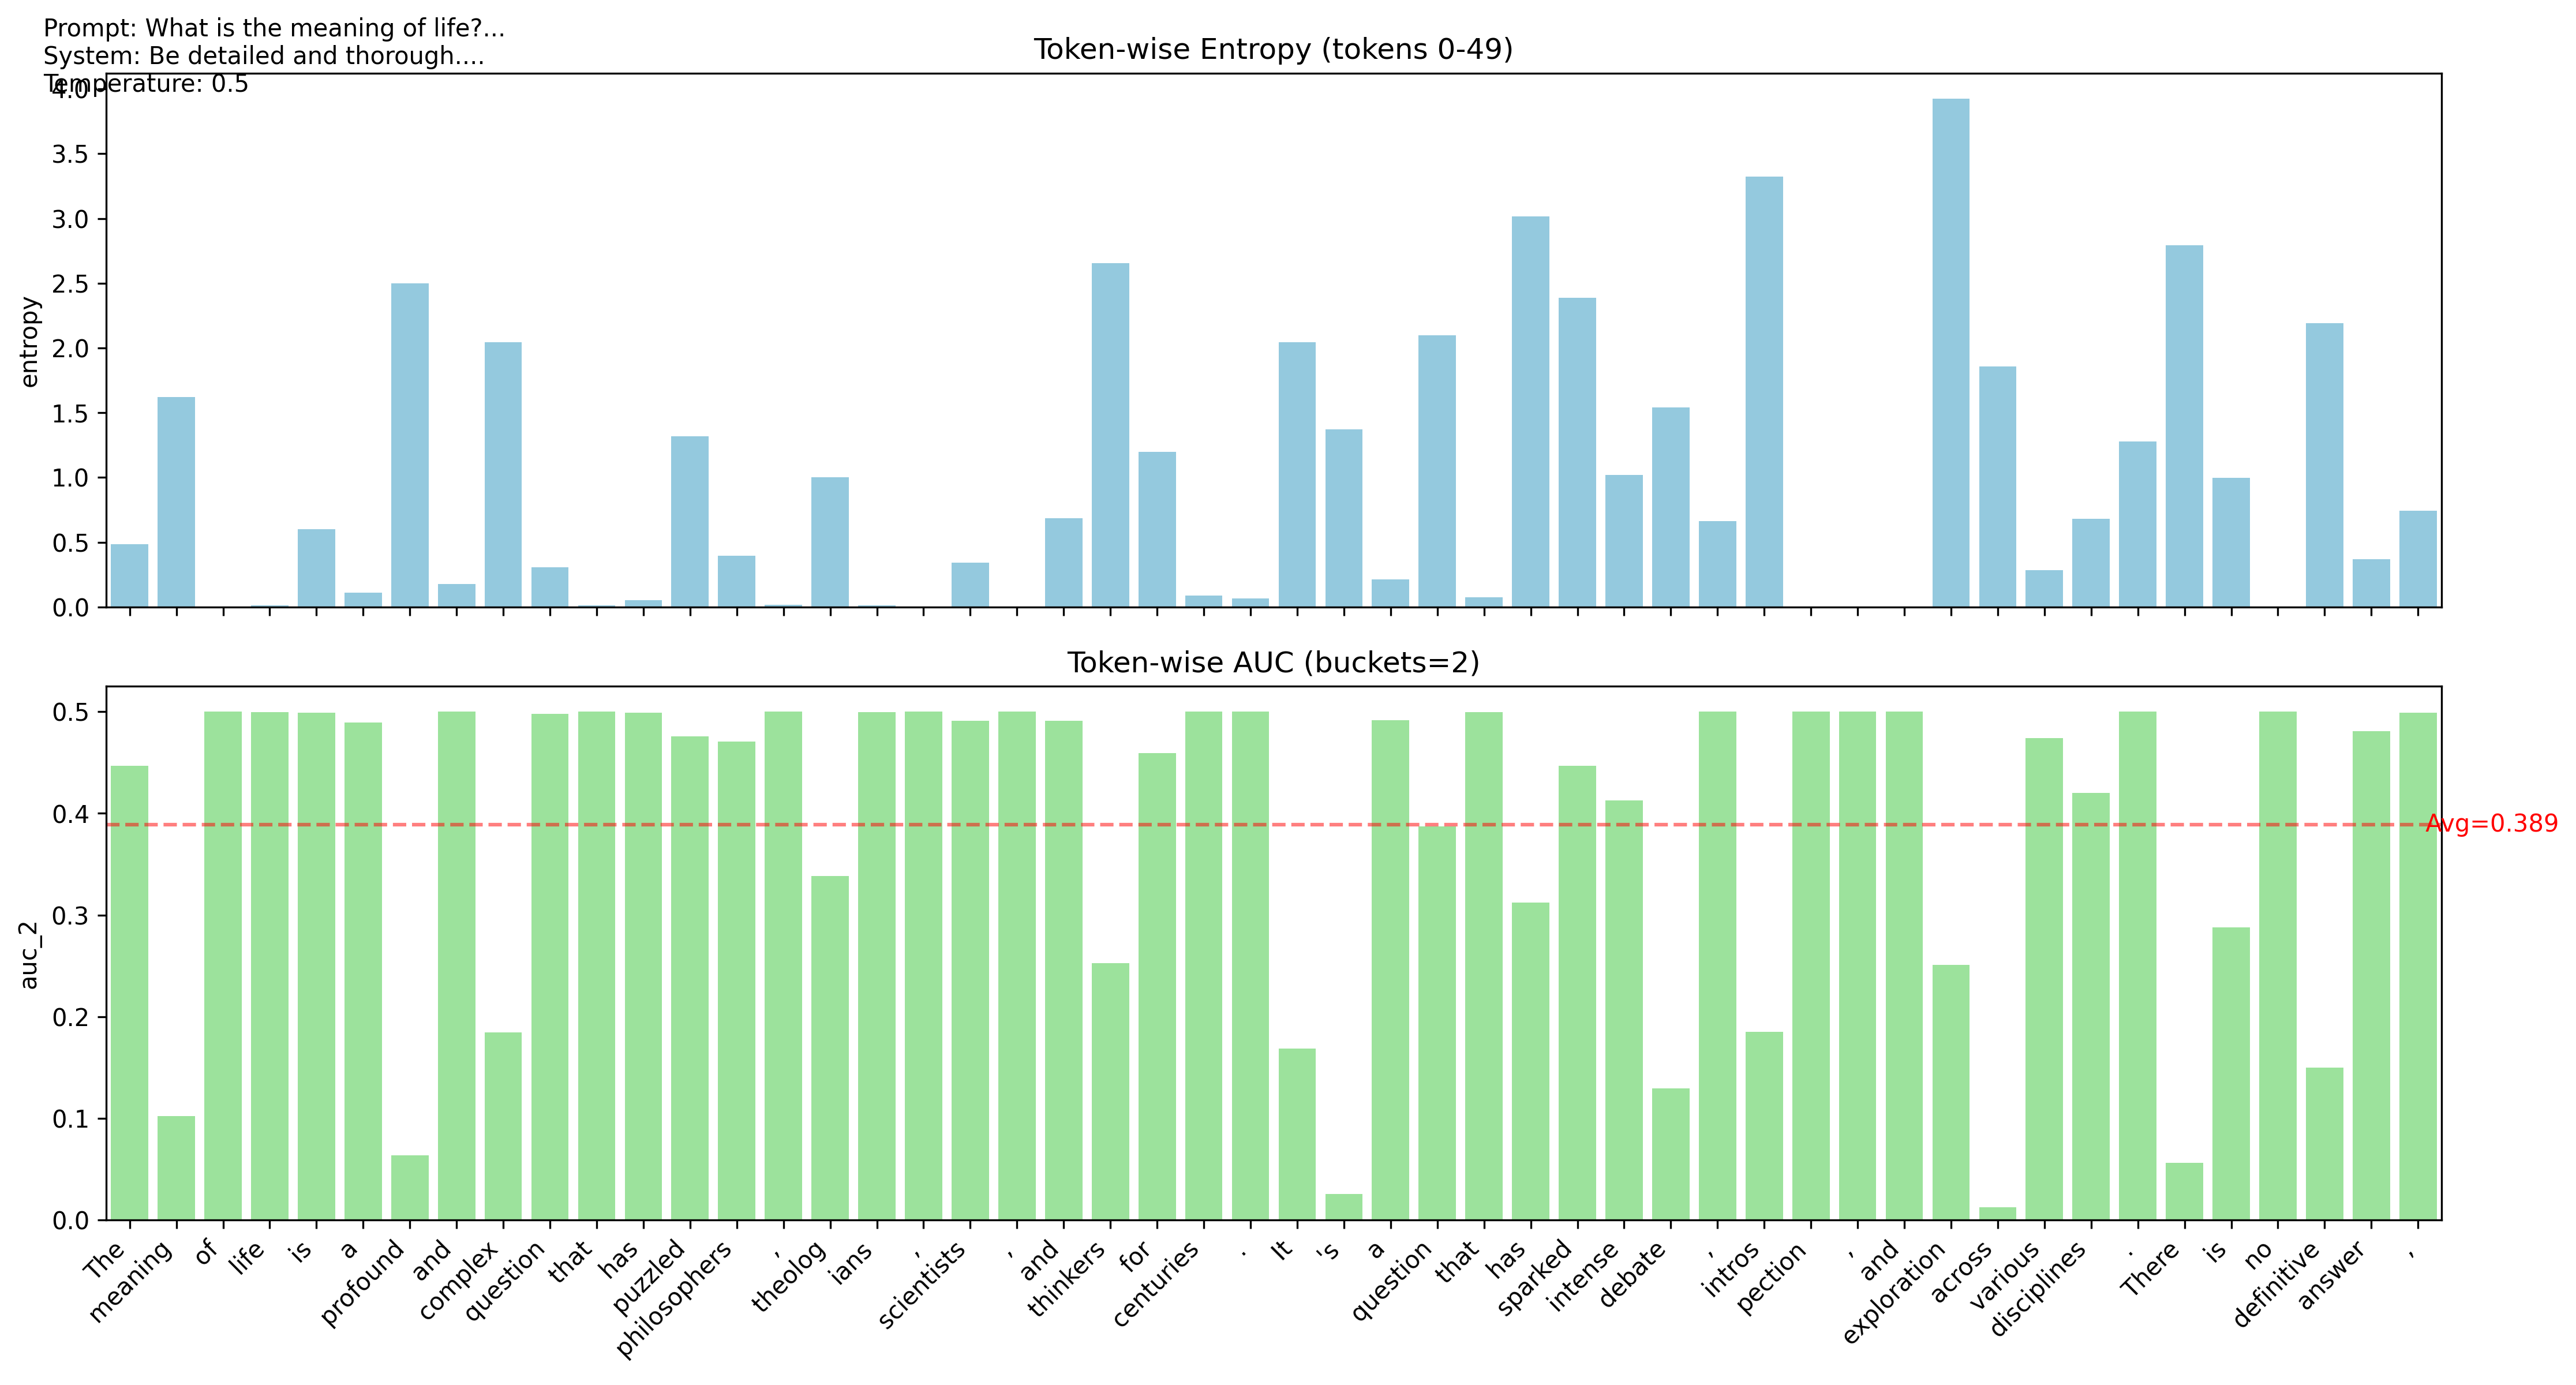 Prompt: What is the meaning of life?...
System: Be detailed and thorough....
Temperature: 0.5
Token-wise Entropy (tokens 0-49)
entropy
4.0
3.5
3.0
2.5
2.0
1.5
1.0
0.5
0.0
Token-wise AUC (buckets=2)
auc_2
0.5
0.4
0.3
0.2
0.1
0.0
Avg=0.389
The
meaning
of
life
is
a
profound
and
complex
question
that
has
puzzled
philosophers
,
theolog
ians
,
scientists
,
and
thinkers
for
centuries
.
It
's
a
question
that
has
sparked
intense
debate
,
intros
pection
,
and
exploration
across
various
disciplines
.
There
is
no
definitive
answer
,